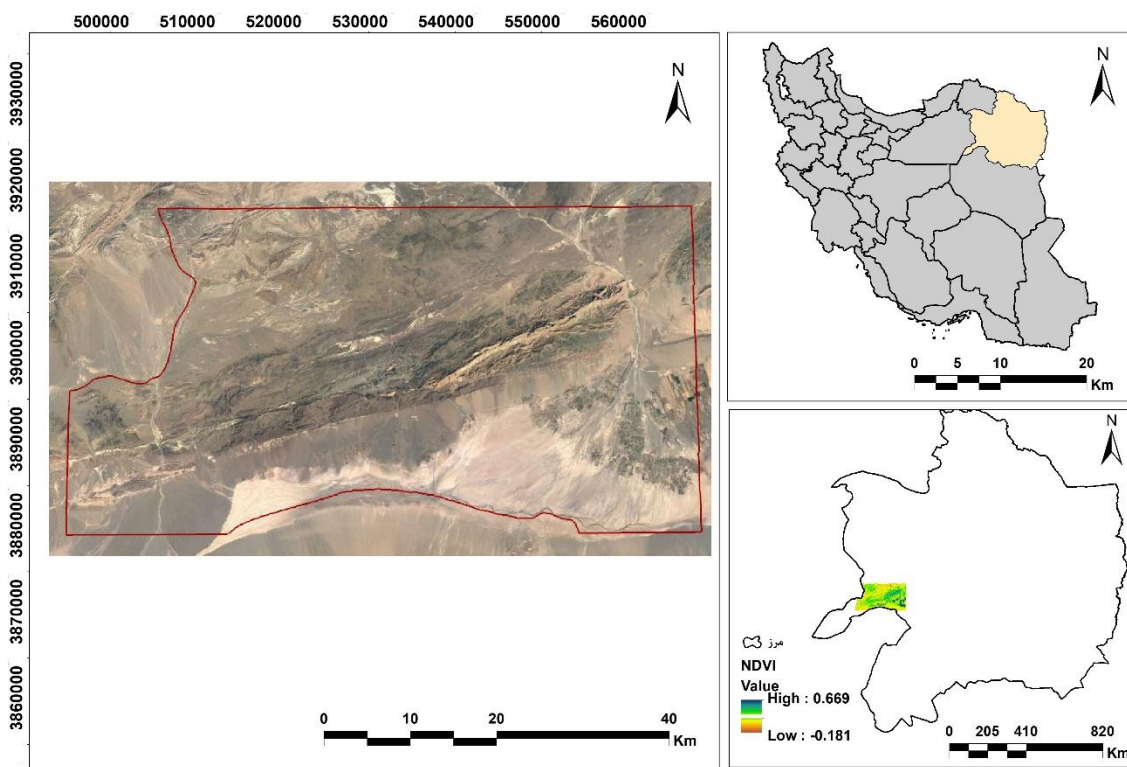 500000 510000 520000 530000 540000 550000 560000
3930000
3920000
3910000
3900000
3890000
3880000
3870000
3860000
N
0 10 20 40
Km
N
0 5 10 20
Km
N
مرز
NDVI
Value
High : 0.669
Low : -0.181
0 205 410 820
Km